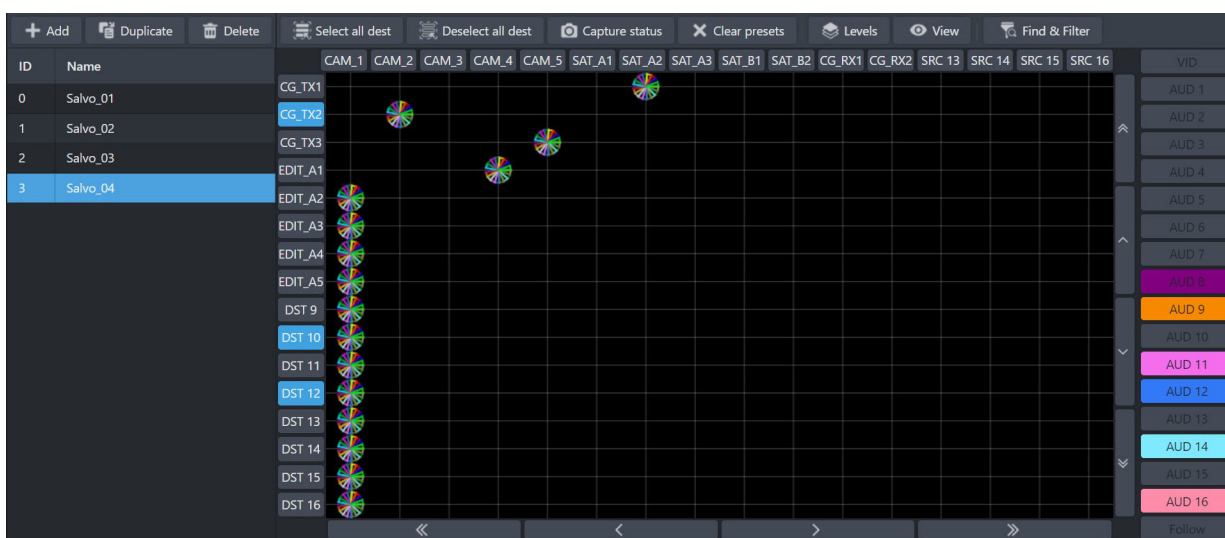 Add Duplicate Delete Select all dest Deselect all dest Capture status Clear presets Levels View Find & Filter
ID Name
0 Salvo_01
1 Salvo_02
2 Salvo_03
3 Salvo_04
CAM_1 CAM_2 CAM_3 CAM_4 CAM_5 SAT_A1 SAT_A2 SAT_A3 SAT_B1 SAT_B2 CG_RX1 CG_RX2 SRC 13 SRC 14 SRC 15 SRC 16
CG_TX1
CG_TX2
CG_TX3
EDIT_A1
EDIT_A2
EDIT_A3
EDIT_A4
EDIT_A5
DST 9
DST 10
DST 11
DST 12
DST 13
DST 14
DST 15
DST 16
VID
AUD 1
AUD 2
AUD 3
AUD 4
AUD 5
AUD 6
AUD 7
AUD 8
AUD 9
AUD 10
AUD 11
AUD 12
AUD 13
AUD 14
AUD 15
AUD 16
Follow